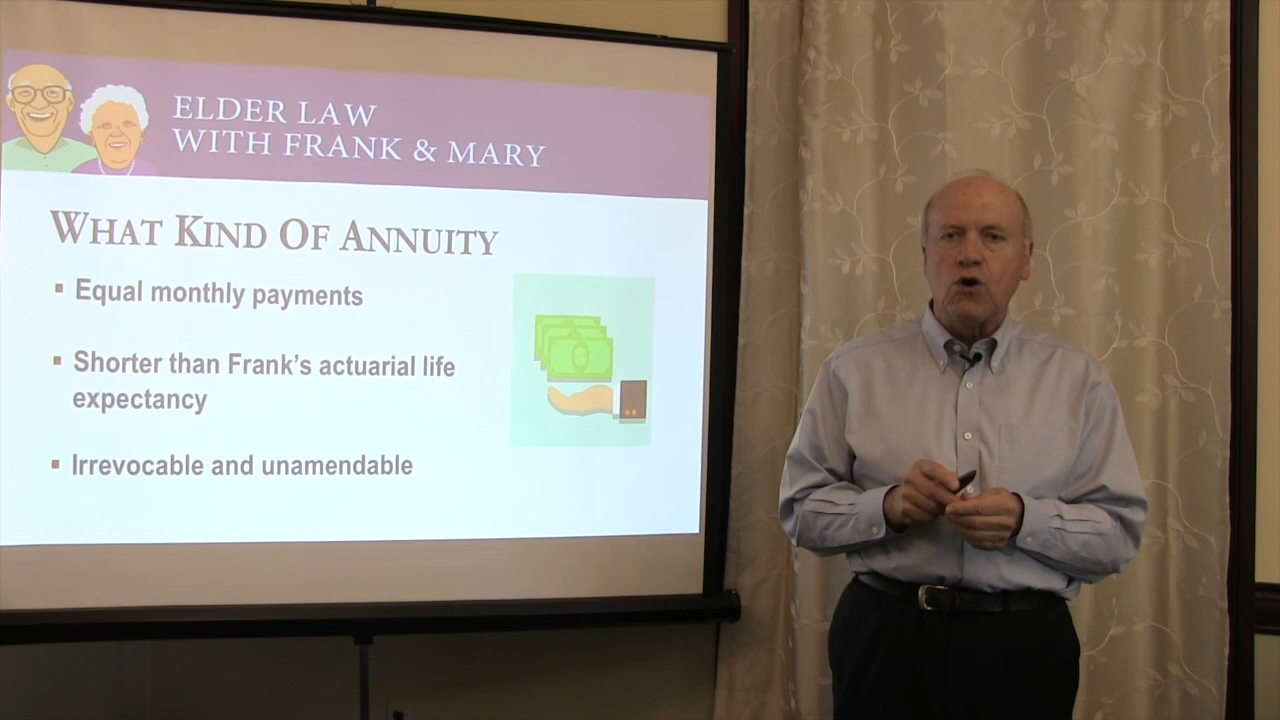 ELDER LAW
WITH FRANK & MARY
WHAT KIND OF ANNUITY
▪ Equal monthly payments
▪ Shorter than Frank's actuarial life
expectancy
▪ Irrevocable and unamendable